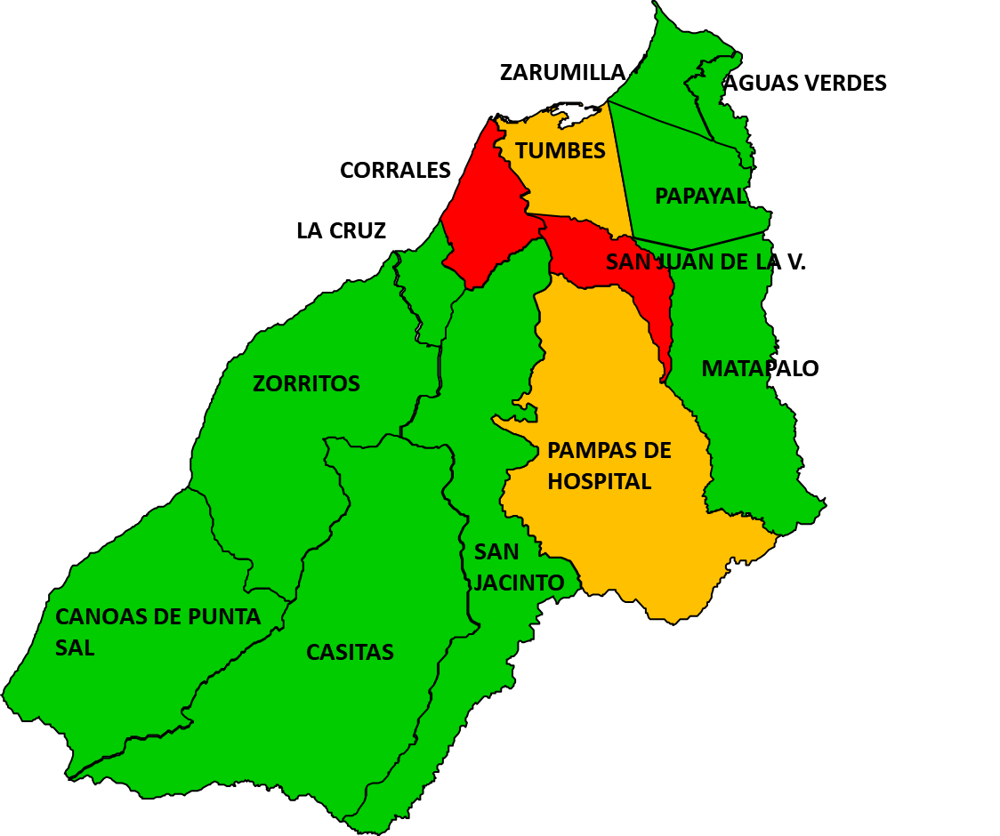 ZARUMILLA
AGUAS VERDES
TUMBES
CORRALES
PAPAYAL
LA CRUZ
SAN JUAN DE LA V.
MATAPALO
ZORRITOS
PAMPAS DE
HOSPITAL
SAN
JACINTO
CANOAS DE PUNTA
SAL
CASITAS